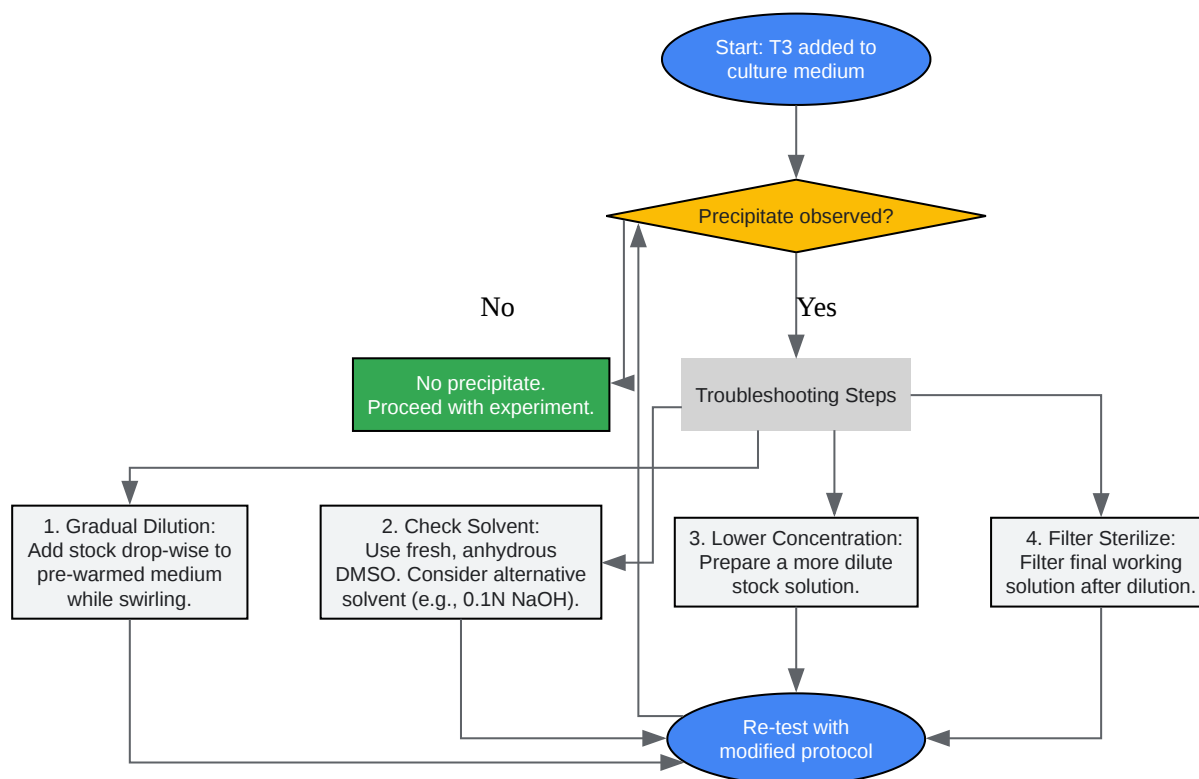 Start: T3 added to
culture medium
Precipitate observed?
No
Yes
No precipitate.
Proceed with experiment.
Troubleshooting Steps
1. Gradual Dilution:
Add stock drop-wise to
pre-warmed medium
while swirling.
2. Check Solvent:
Use fresh, anhydrous
DMSO. Consider alternative
solvent (e.g., 0.1N NaOH).
3. Lower Concentration:
Prepare a more dilute
stock solution.
4. Filter Sterilize:
Filter final working
solution after dilution.
Re-test with
modified protocol